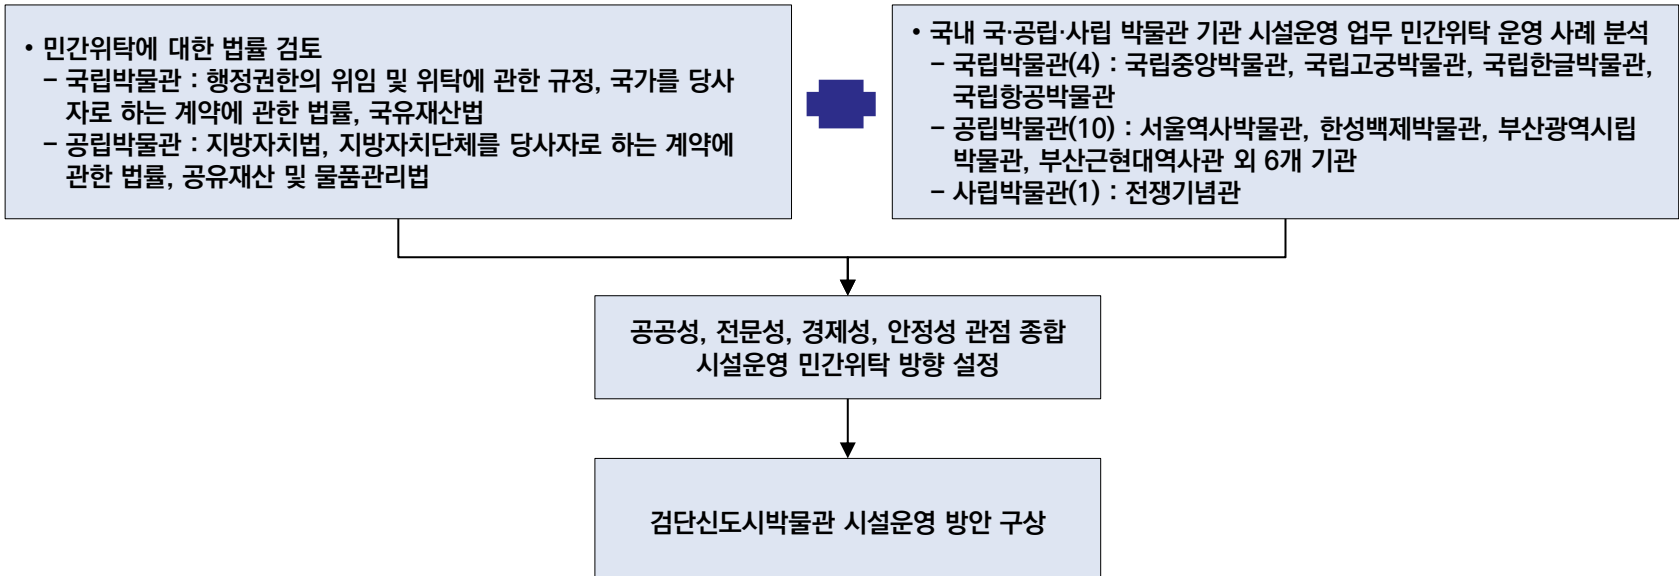 • 민간위탁에 대한 법률 검토
– 국립박물관 : 행정권한의 위임 및 위탁에 관한 규정, 국가를 당사
자로 하는 계약에 관한 법률, 국유재산법
– 공립박물관 : 지방자치법, 지방자치단체를 당사자로 하는 계약에
관한 법률, 공유재산 및 물품관리법
• 국내 국·공립·사립 박물관 기관 시설운영 업무 민간위탁 운영 사례 분석
– 국립박물관(4) : 국립중앙박물관, 국립고궁박물관, 국립한글박물관,
국립항공박물관
– 공립박물관(10) : 서울역사박물관, 한성백제박물관, 부산광역시립
박물관, 부산근현대역사관 외 6개 기관
– 사립박물관(1) : 전쟁기념관
공공성, 전문성, 경제성, 안정성 관점 종합
시설운영 민간위탁 방향 설정
검단신도시박물관 시설운영 방안 구상